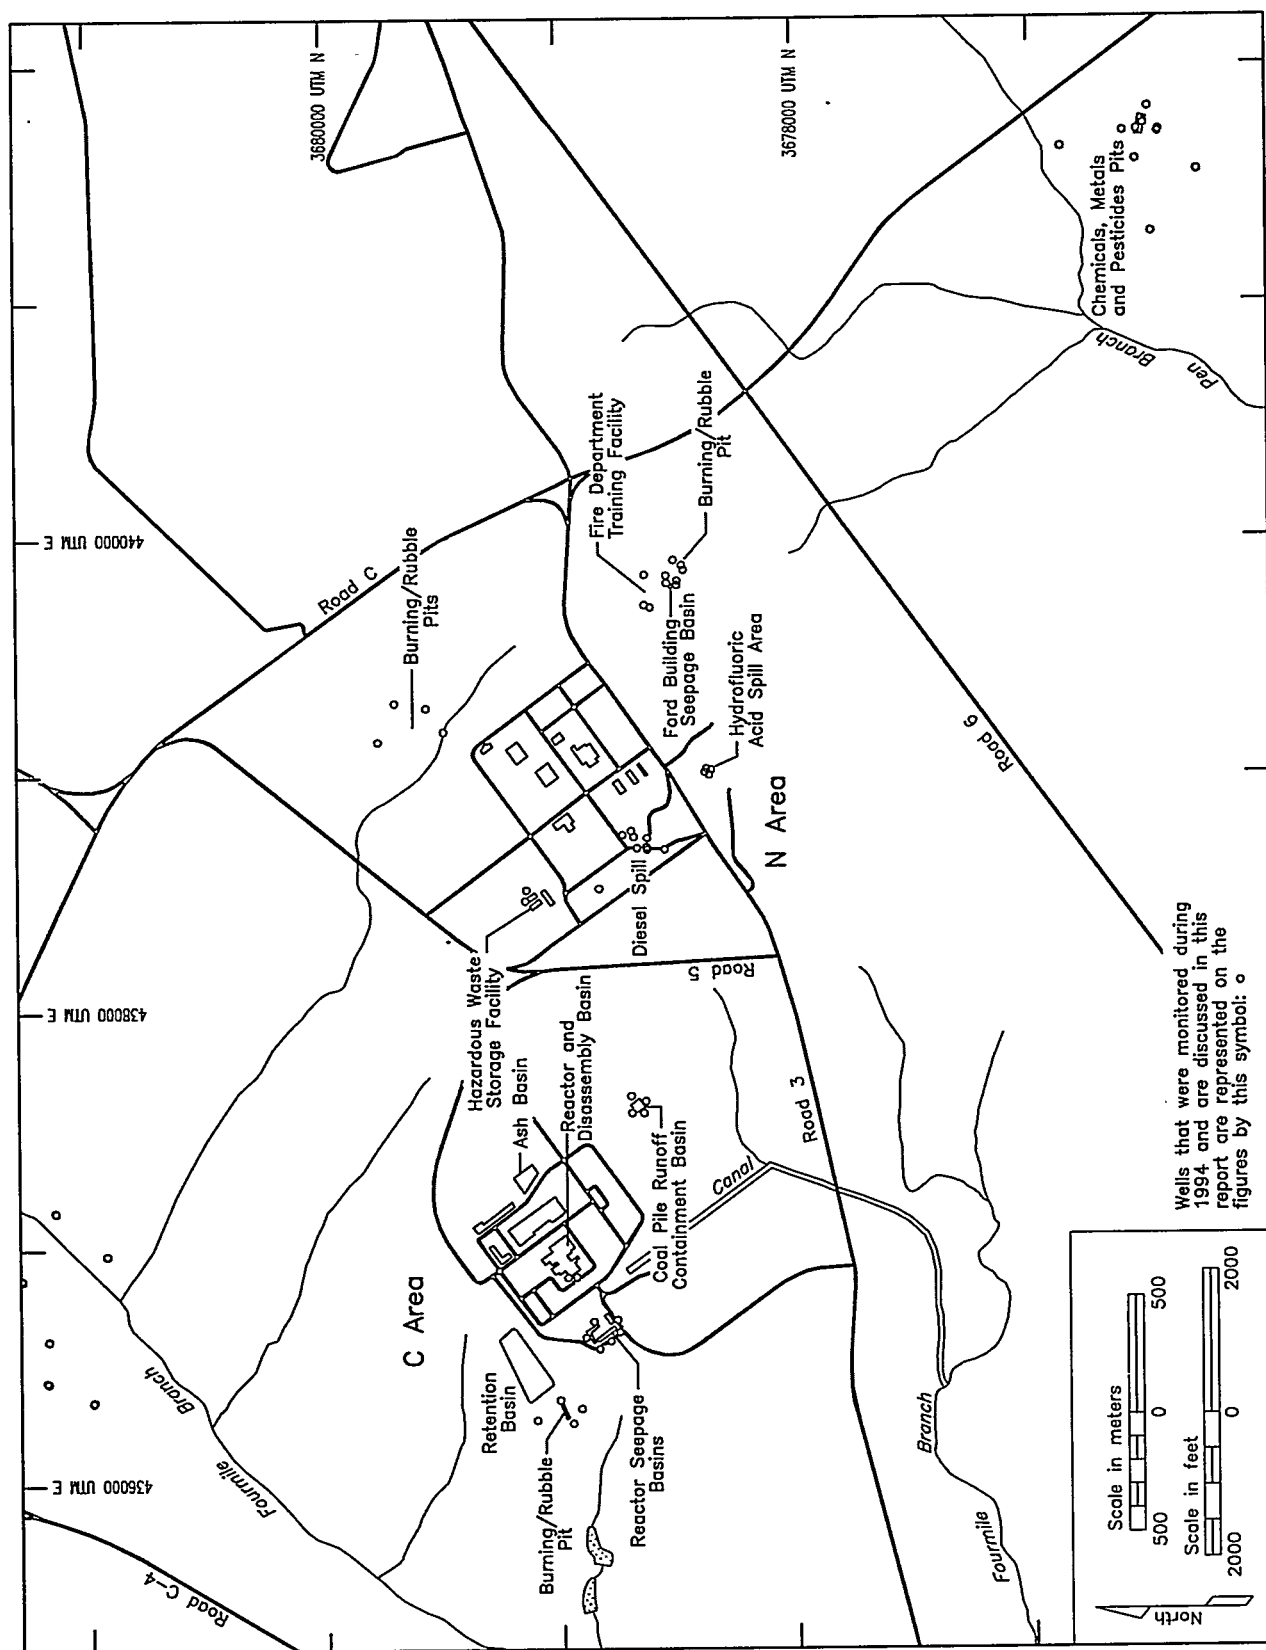 3680000 UTM N
3678000 UTM N
440000 UTM E
438000 UTM E
436000 UTM E
Road C
Burning/Rubble
Pits
Fire Department
Training Facility
Burning/Rubble
Pit
Ford Building
Seepage Basin
Hydrofluoric
Acid Spill Area
N Area
Diesel Spill
Hazardous Waste
Storage Facility
Road 5
Road 6
Chemicals, Metals
and Pesticides Pits
Pen
Branch
C Area
Ash Basin
Reactor and
Disassembly Basin
Coal Pile Runoff
Containment Basin
Canal
Road 3
Retention
Basin
Burning/Rubble
Pit
Reactor Seepage
Basins
Fourmile
Branch
Road C-4
Fourmile
Branch
Wells that were monitored during
1994 and are discussed in this
report are represented on the
figures by this symbol: o
North
Scale in meters
500 0 500
Scale in feet
2000 0 2000